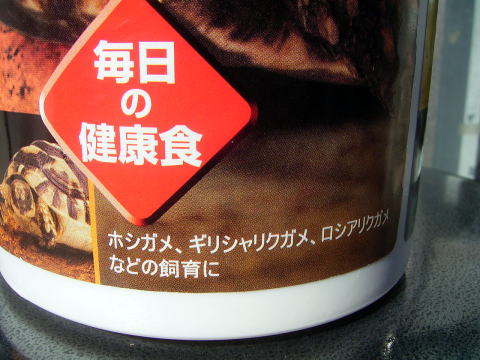 毎日
の
健康食
ホシガメ、ギリシャリクガメ、ロシアリクガメ
などの飼育に